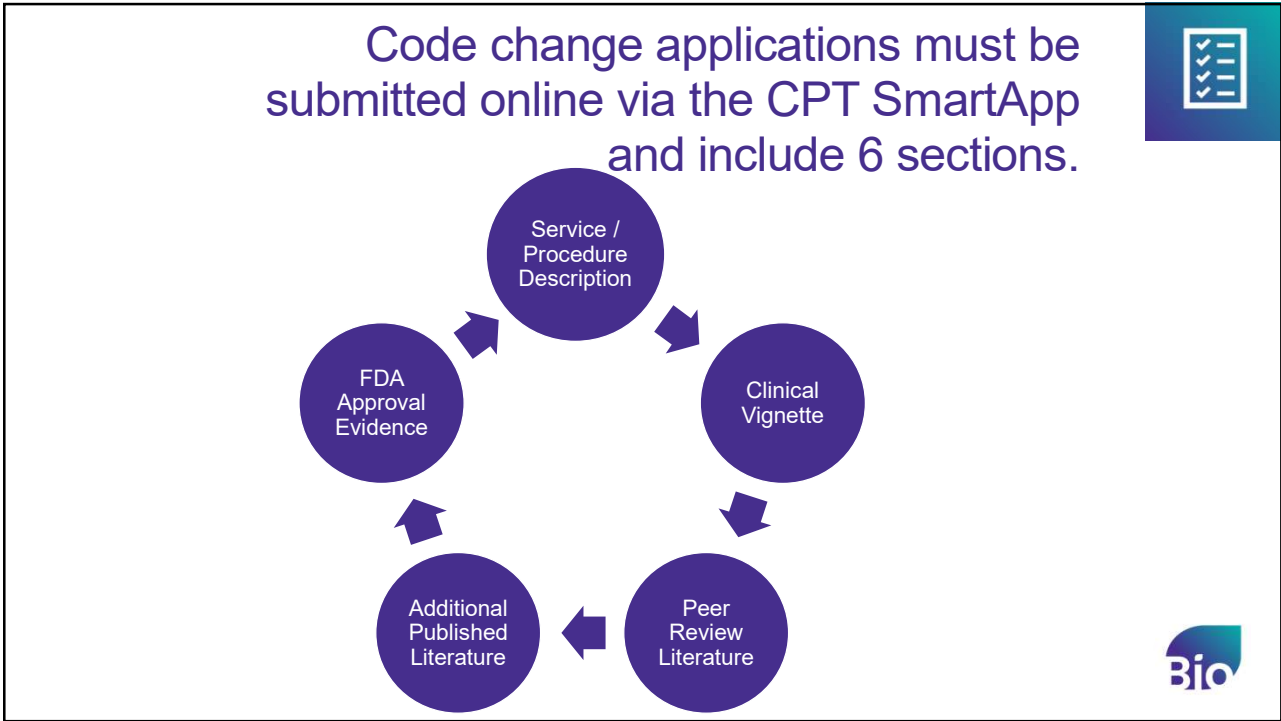 Code change applications must be
submitted online via the CPT SmartApp
and include 6 sections.
Service /
Procedure
Description
Clinical
Vignette
Peer
Review
Literature
Additional
Published
Literature
FDA
Approval
Evidence
Bio